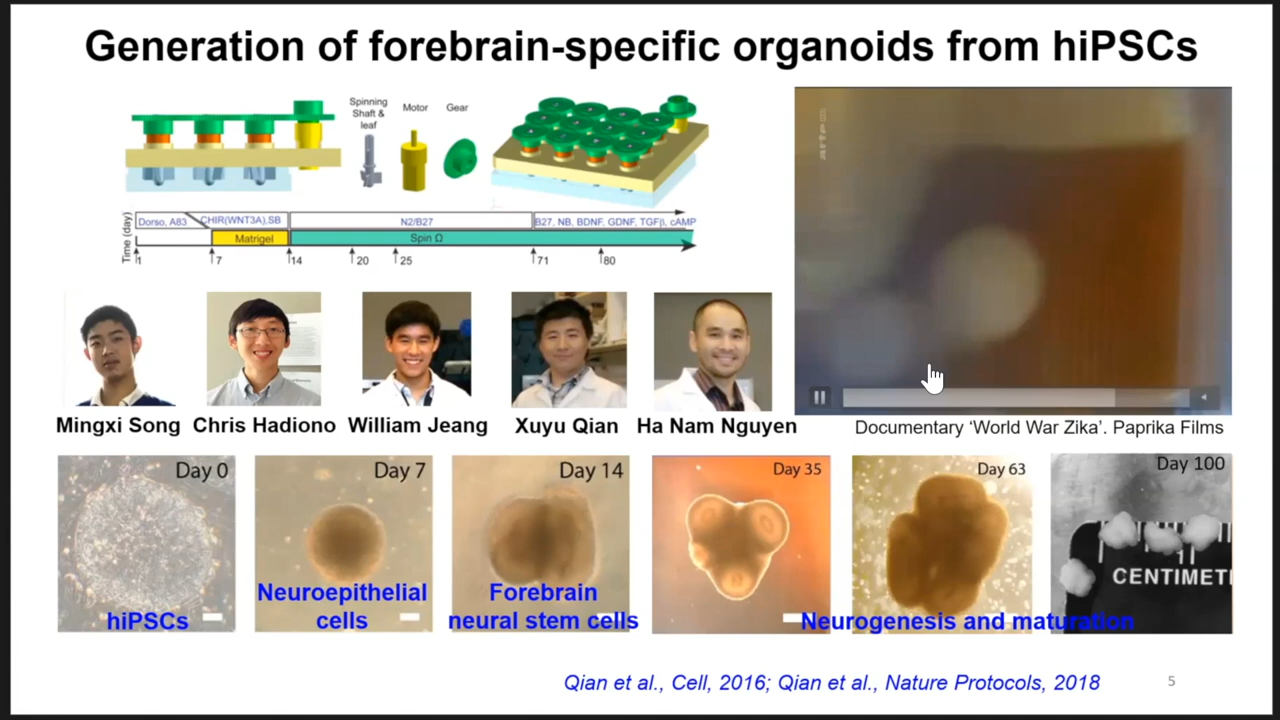 Generation of forebrain-specific organoids from hiPSCs
Spinning
Shaft &
leaf
Motor
Gear
Time (day)
Dorso, A83
CHIR(WNT3A),SB
N2/B27
B27, NB, BDNF, GDNF, TGFβ, cAMP
Matrigel
Spin Ω
1
7
14
20
25
71
80
arte
Mingxi Song
Chris Hadiono
William Jeang
Xuyu Qian
Ha Nam Nguyen
Documentary ‘World War Zika’. Paprika Films
Day 0
Day 7
Day 14
Day 35
Day 63
Day 100
CENTIMET
hiPSCs
Neuroepithelial
cells
Forebrain
neural stem cells
Neurogenesis and maturation
Qian et al., Cell, 2016; Qian et al., Nature Protocols, 2018
5